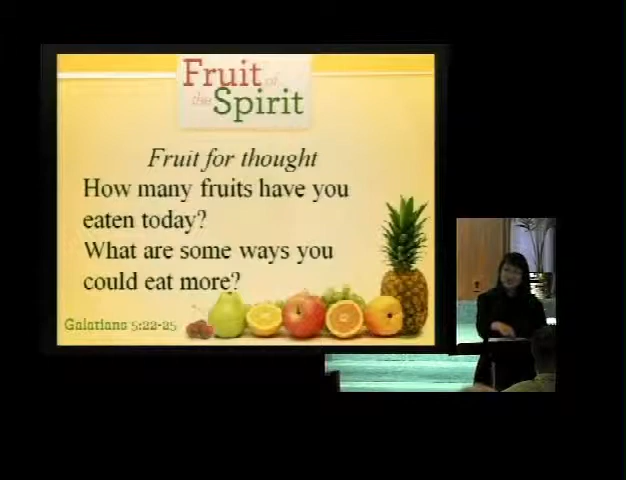 Fruit of
the Spirit
Fruit for thought
How many fruits have you
eaten today?
What are some ways you
could eat more?
Galatians 5:22-25